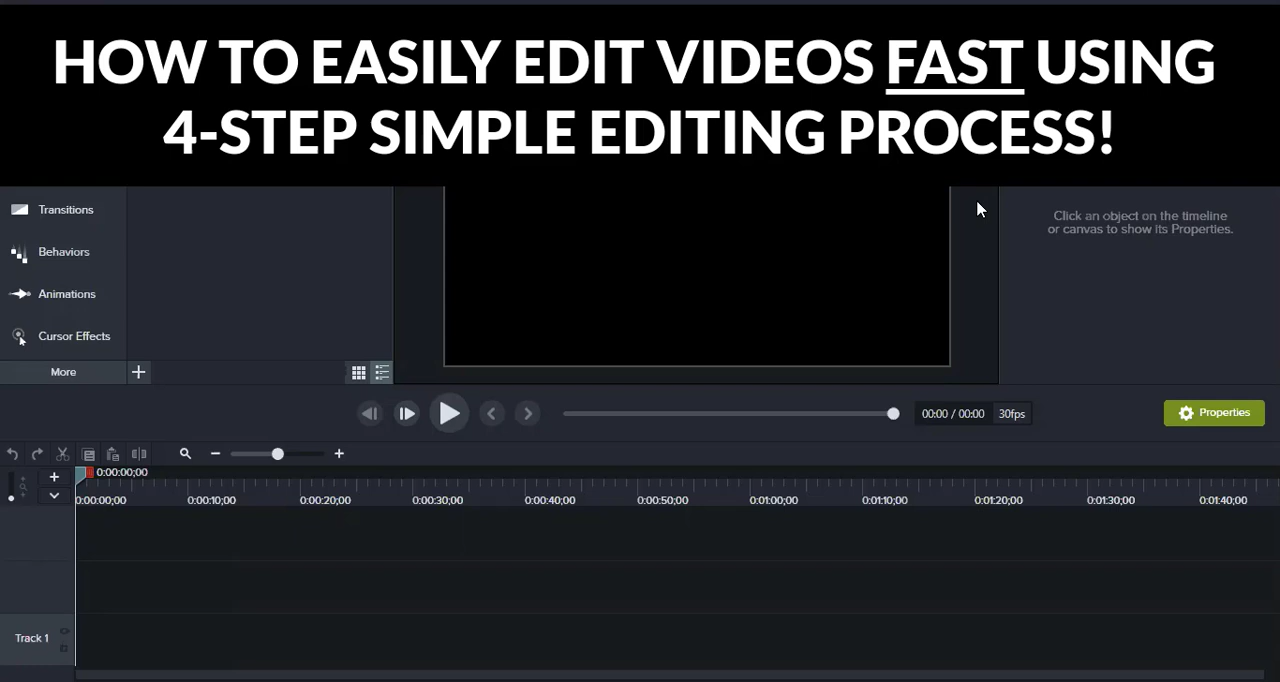 HOW TO EASILY EDIT VIDEOS FAST USING
4-STEP SIMPLE EDITING PROCESS!
Transitions
Behaviors
Animations
Cursor Effects
More
Click an object on the timeline
or canvas to show its Properties.
00:00 / 00:00
30fps
Properties
0:00:00;00
0:00:00;00 0:00:10;00 0:00:20;00 0:00:30;00 0:00:40;00 0:00:50;00 0:01:00;00 0:01:10;00 0:01:20;00 0:01:30;00 0:01:40;00
Track 1